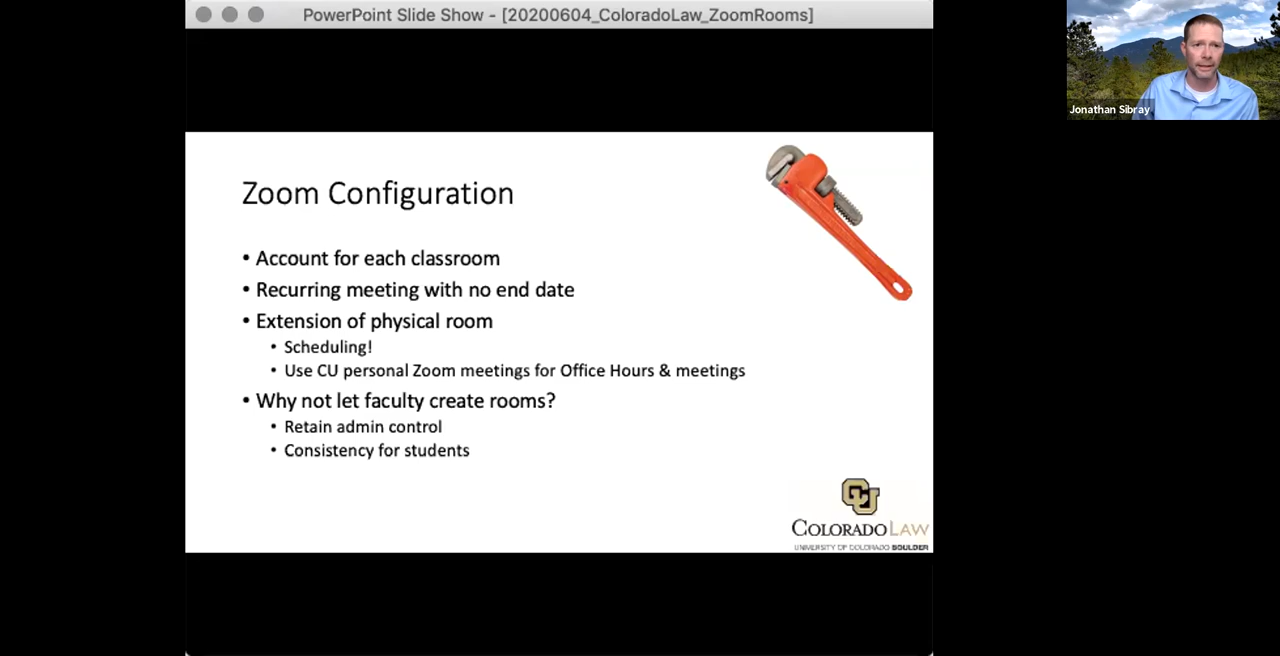 PowerPoint Slide Show - [20200604_ColoradoLaw_ZoomRooms]
Jonathan Sibray
Zoom Configuration
• Account for each classroom
• Recurring meeting with no end date
• Extension of physical room
• Scheduling!
• Use CU personal Zoom meetings for Office Hours & meetings
• Why not let faculty create rooms?
• Retain admin control
• Consistency for students
CU
COLORADO LAW
UNIVERSITY OF COLORADO BOULDER